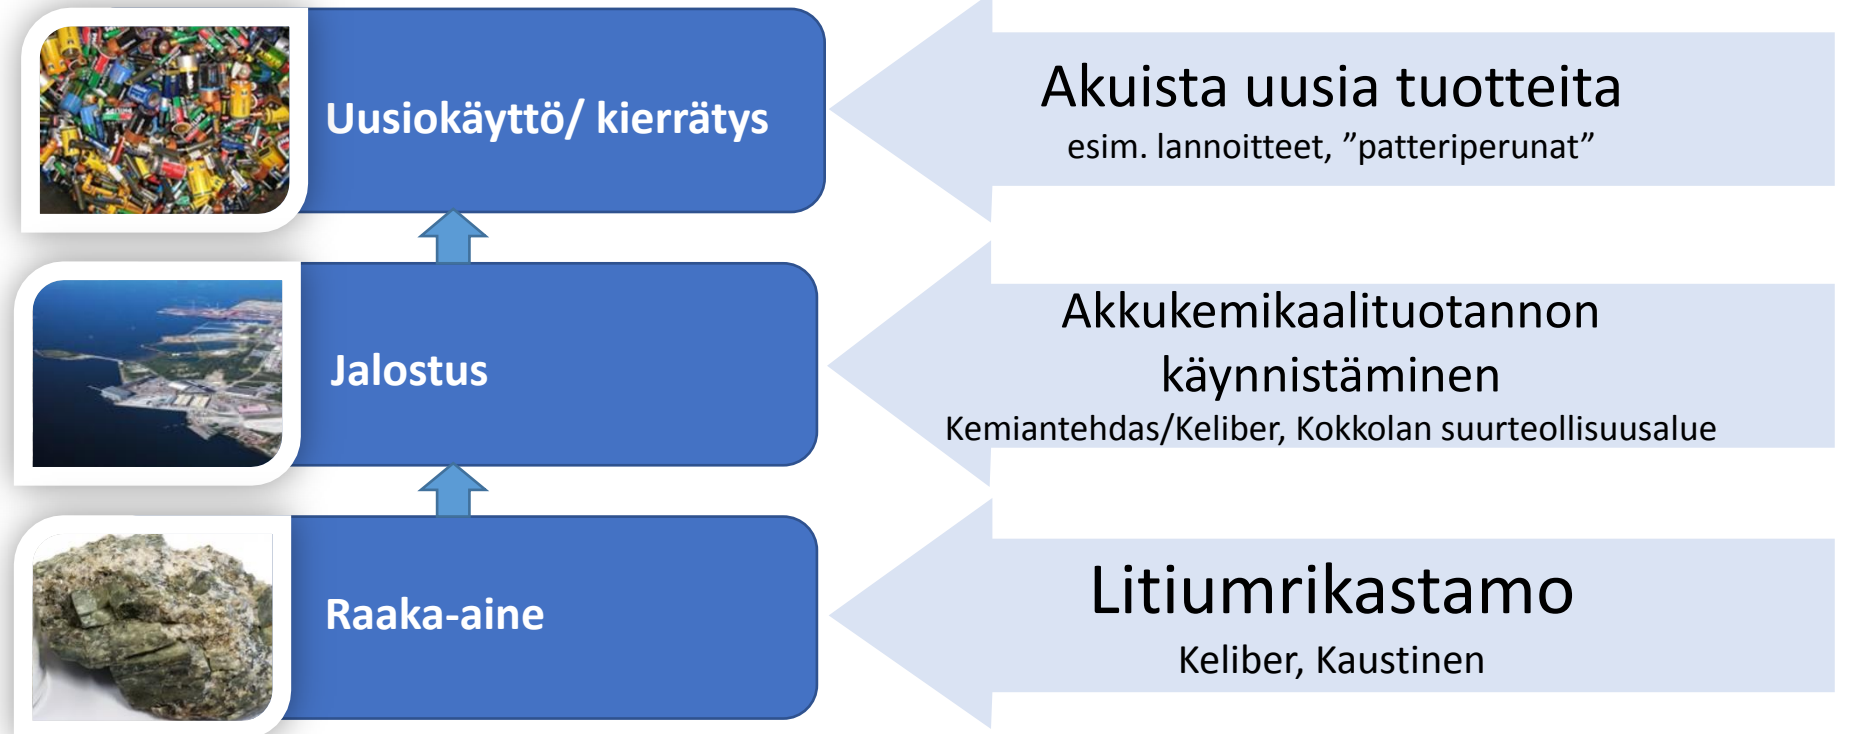 Uusiokäyttö/ kierrätys
Akuista uusia tuotteita
esim. lannoitteet, ”patteriperunat”
Jalostus
Akkukemikaalituotannon
käynnistäminen
Kemiantehdas/Keliber, Kokkolan suurteollisuusalue
Raaka-aine
Litiumrikastamo
Keliber, Kaustinen